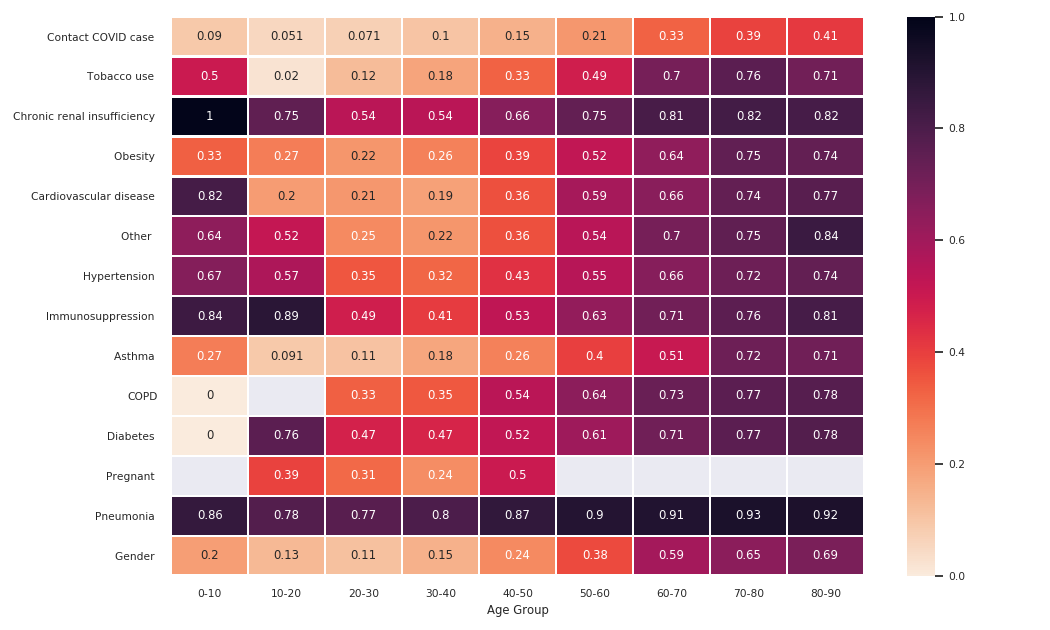 Contact COVID case 0.09 0.051 0.071 0.1 0.15 0.21 0.33 0.39 0.41
Tobacco use 0.5 0.02 0.12 0.18 0.33 0.49 0.7 0.76 0.71
Chronic renal insufficiency 1 0.75 0.54 0.54 0.66 0.75 0.81 0.82 0.82
Obesity 0.33 0.27 0.22 0.26 0.39 0.52 0.64 0.75 0.74
Cardiovascular disease 0.82 0.2 0.21 0.19 0.36 0.59 0.66 0.74 0.77
Other 0.64 0.52 0.25 0.22 0.36 0.54 0.7 0.75 0.84
Hypertension 0.67 0.57 0.35 0.32 0.43 0.55 0.66 0.72 0.74
Immunosuppression 0.84 0.89 0.49 0.41 0.53 0.63 0.71 0.76 0.81
Asthma 0.27 0.091 0.11 0.18 0.26 0.4 0.51 0.72 0.71
COPD 0 0.33 0.35 0.54 0.64 0.73 0.77 0.78
Diabetes 0 0.76 0.47 0.47 0.52 0.61 0.71 0.77 0.78
Pregnant 0.39 0.31 0.24 0.5
Pneumonia 0.86 0.78 0.77 0.8 0.87 0.9 0.91 0.93 0.92
Gender 0.2 0.13 0.11 0.15 0.24 0.38 0.59 0.65 0.69
0-10 10-20 20-30 30-40 40-50 50-60 60-70 70-80 80-90
Age Group
1.0
0.8
0.6
0.4
0.2
0.0